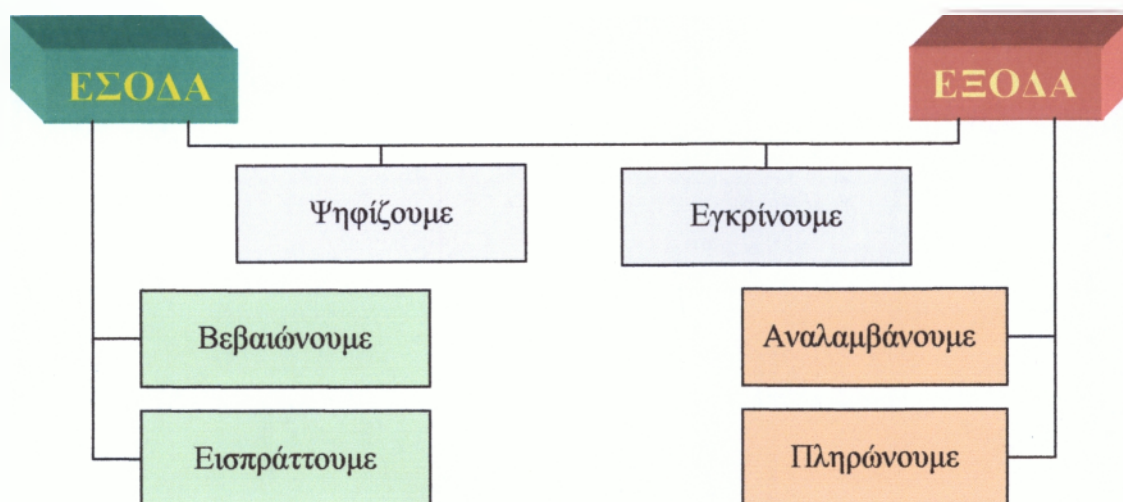 ΕΣΟΔΑ
ΕΞΟΔΑ
Ψηφίζουμε
Εγκρίνουμε
Βεβαιώνουμε
Αναλαμβάνουμε
Εισπράττουμε
Πληρώνουμε